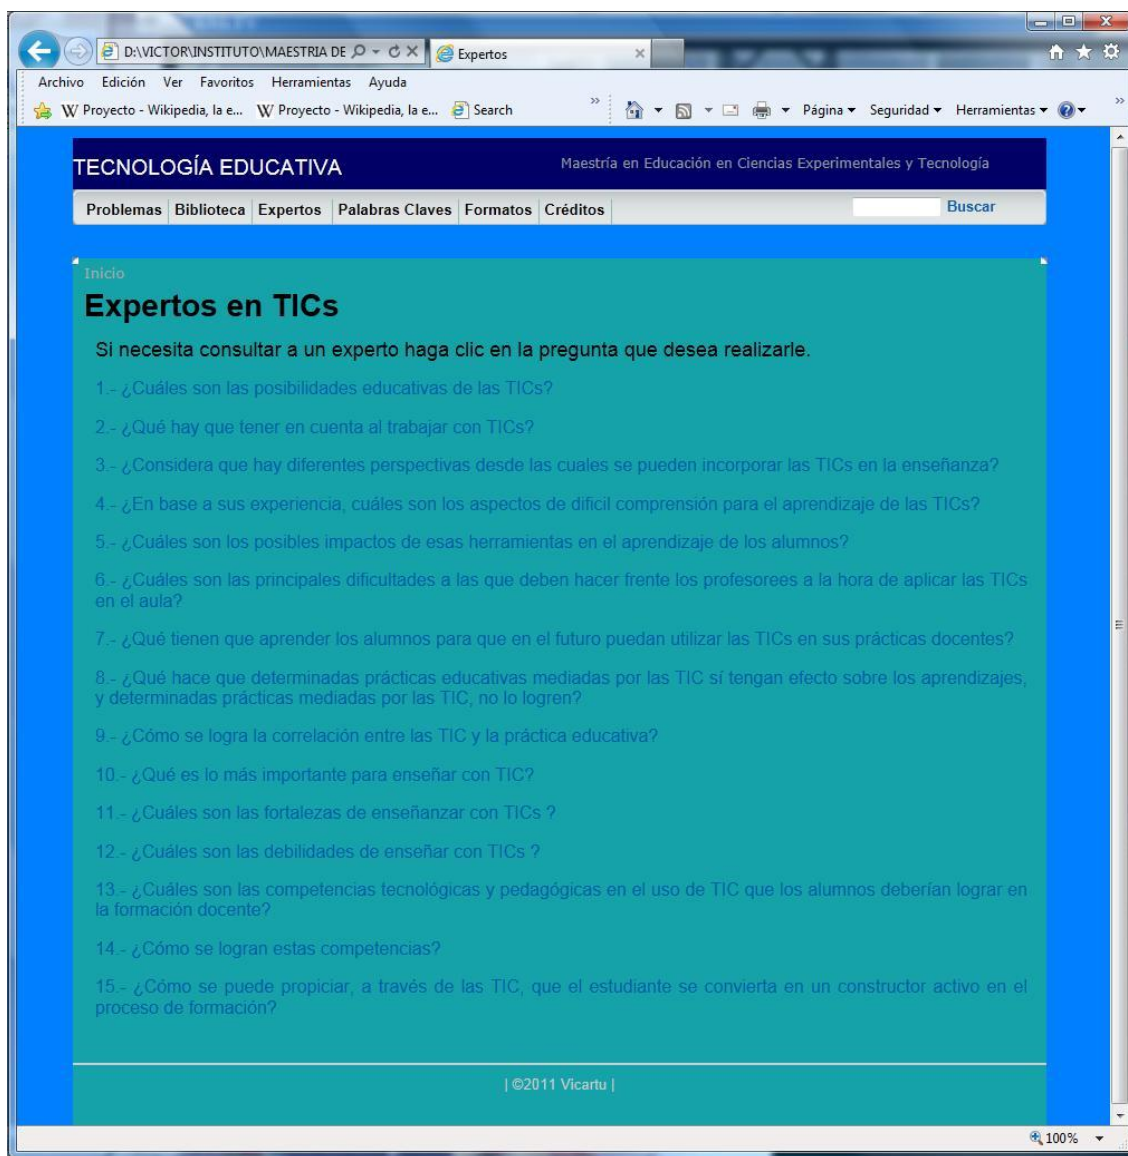 D:\VICTOR\INSTITUTO\MAESTRIA DE
Expertos
Archivo Edición Ver Favoritos Herramientas Ayuda
Proyecto - Wikipedia, la e... Proyecto - Wikipedia, la e... Search Página Seguridad Herramientas
TECNOLOGÍA EDUCATIVA Maestría en Educación en Ciencias Experimentales y Tecnología
Problemas Biblioteca Expertos Palabras Claves Formatos Créditos Buscar
Inicio
Expertos en TICs
Si necesita consultar a un experto haga clic en la pregunta que desea realizarle.
1.- ¿Cuáles son las posibilidades educativas de las TICs?
2.- ¿Qué hay que tener en cuenta al trabajar con TICs?
3.- ¿Considera que hay diferentes perspectivas desde las cuales se pueden incorporar las TICs en la enseñanza?
4.- ¿En base a sus experiencia, cuáles son los aspectos de dificil comprensión para el aprendizaje de las TICs?
5.- ¿Cuáles son los posibles impactos de esas herramientas en el aprendizaje de los alumnos?
6.- ¿Cuáles son las principales dificultades a las que deben hacer frente los profesorees a la hora de aplicar las TICs
en el aula?
7.- ¿Qué tienen que aprender los alumnos para que en el futuro puedan utilizar las TICs en sus prácticas docentes?
8.- ¿Qué hace que determinadas prácticas educativas mediadas por las TIC sí tengan efecto sobre los aprendizajes,
y determinadas prácticas mediadas por las TIC, no lo logren?
9.- ¿Cómo se logra la correlación entre las TIC y la práctica educativa?
10.- ¿Qué es lo más importante para enseñar con TIC?
11.- ¿Cuáles son las fortalezas de enseñanzar con TICs ?
12.- ¿Cuáles son las debilidades de enseñar con TICs ?
13.- ¿Cuáles son las competencias tecnológicas y pedagógicas en el uso de TIC que los alumnos deberían lograr en
la formación docente?
14.- ¿Cómo se logran estas competencias?
15.- ¿Cómo se puede propiciar, a través de las TIC, que el estudiante se convierta en un constructor activo en el
proceso de formación?
| ©2011 Vicartu |
100%